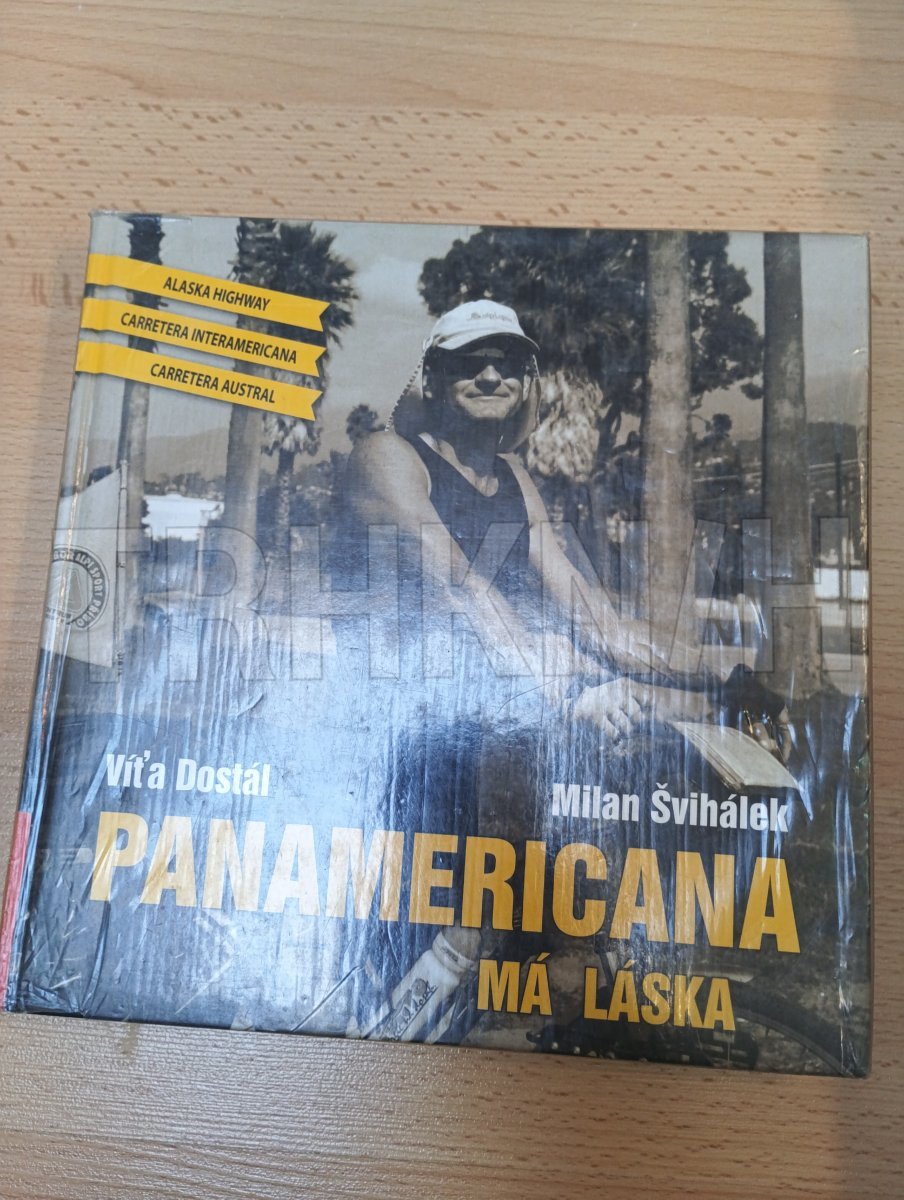 ALASKA HIGHWAY
CARRETERA INTERAMERICANA
CARRETERA AUSTRAL
TRHKNIH
Víťa Dostál
Milan Švihálek
PANAMERICANA
MÁ LÁSKA